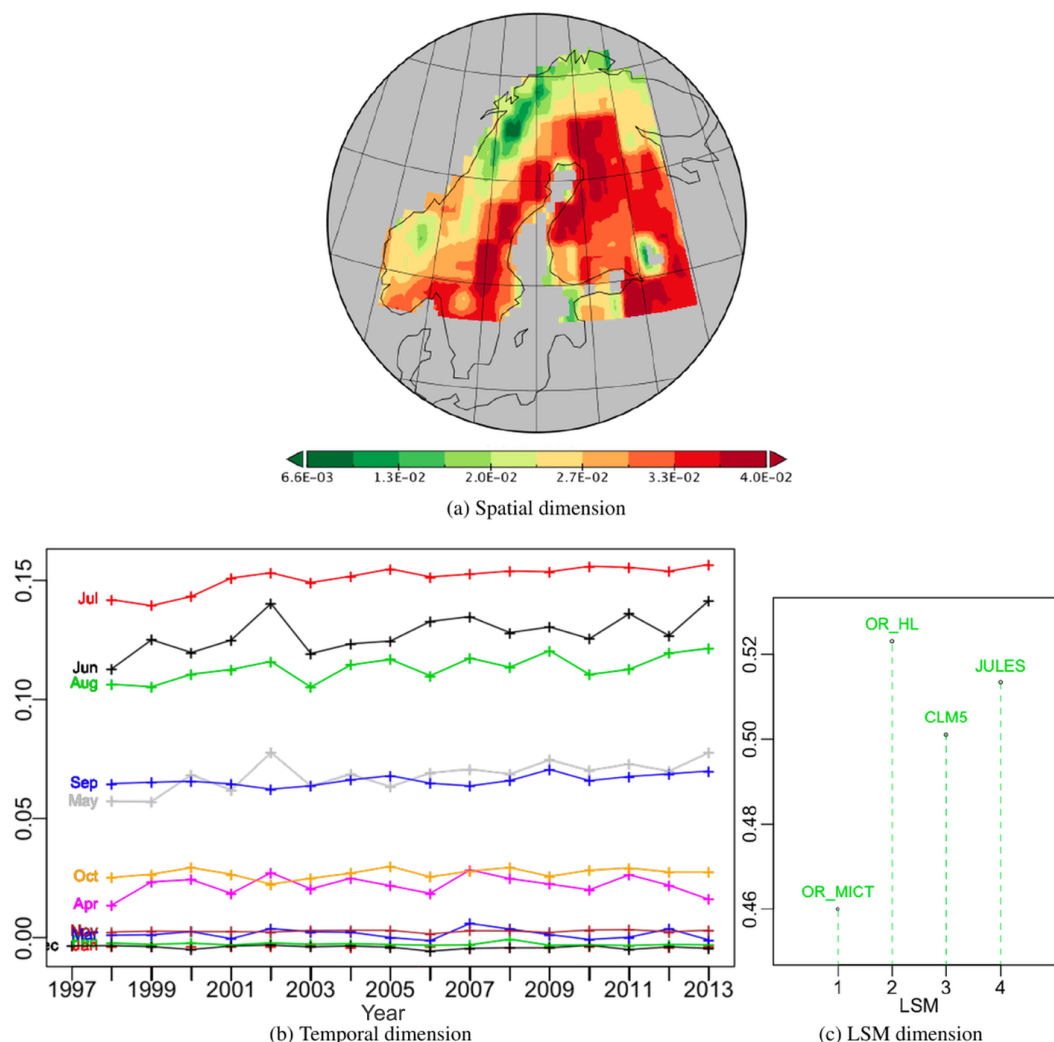 6.6E-03 1.3E-02 2.0E-02 2.7E-02 3.3E-02 4.0E-02
(a) Spatial dimension
0.15
0.10
0.05
0.00
Jul
Jun
Aug
Sep
May
Oct
Apr
Nov
Mar
Jan
1997 1999 2001 2003 2005 2007 2009 2011 2013
Year
(b) Temporal dimension
0.52
0.50
0.48
0.46
OR_HL
JULES
CLM5
OR_MICT
1 2 3 4
LSM
(c) LSM dimension